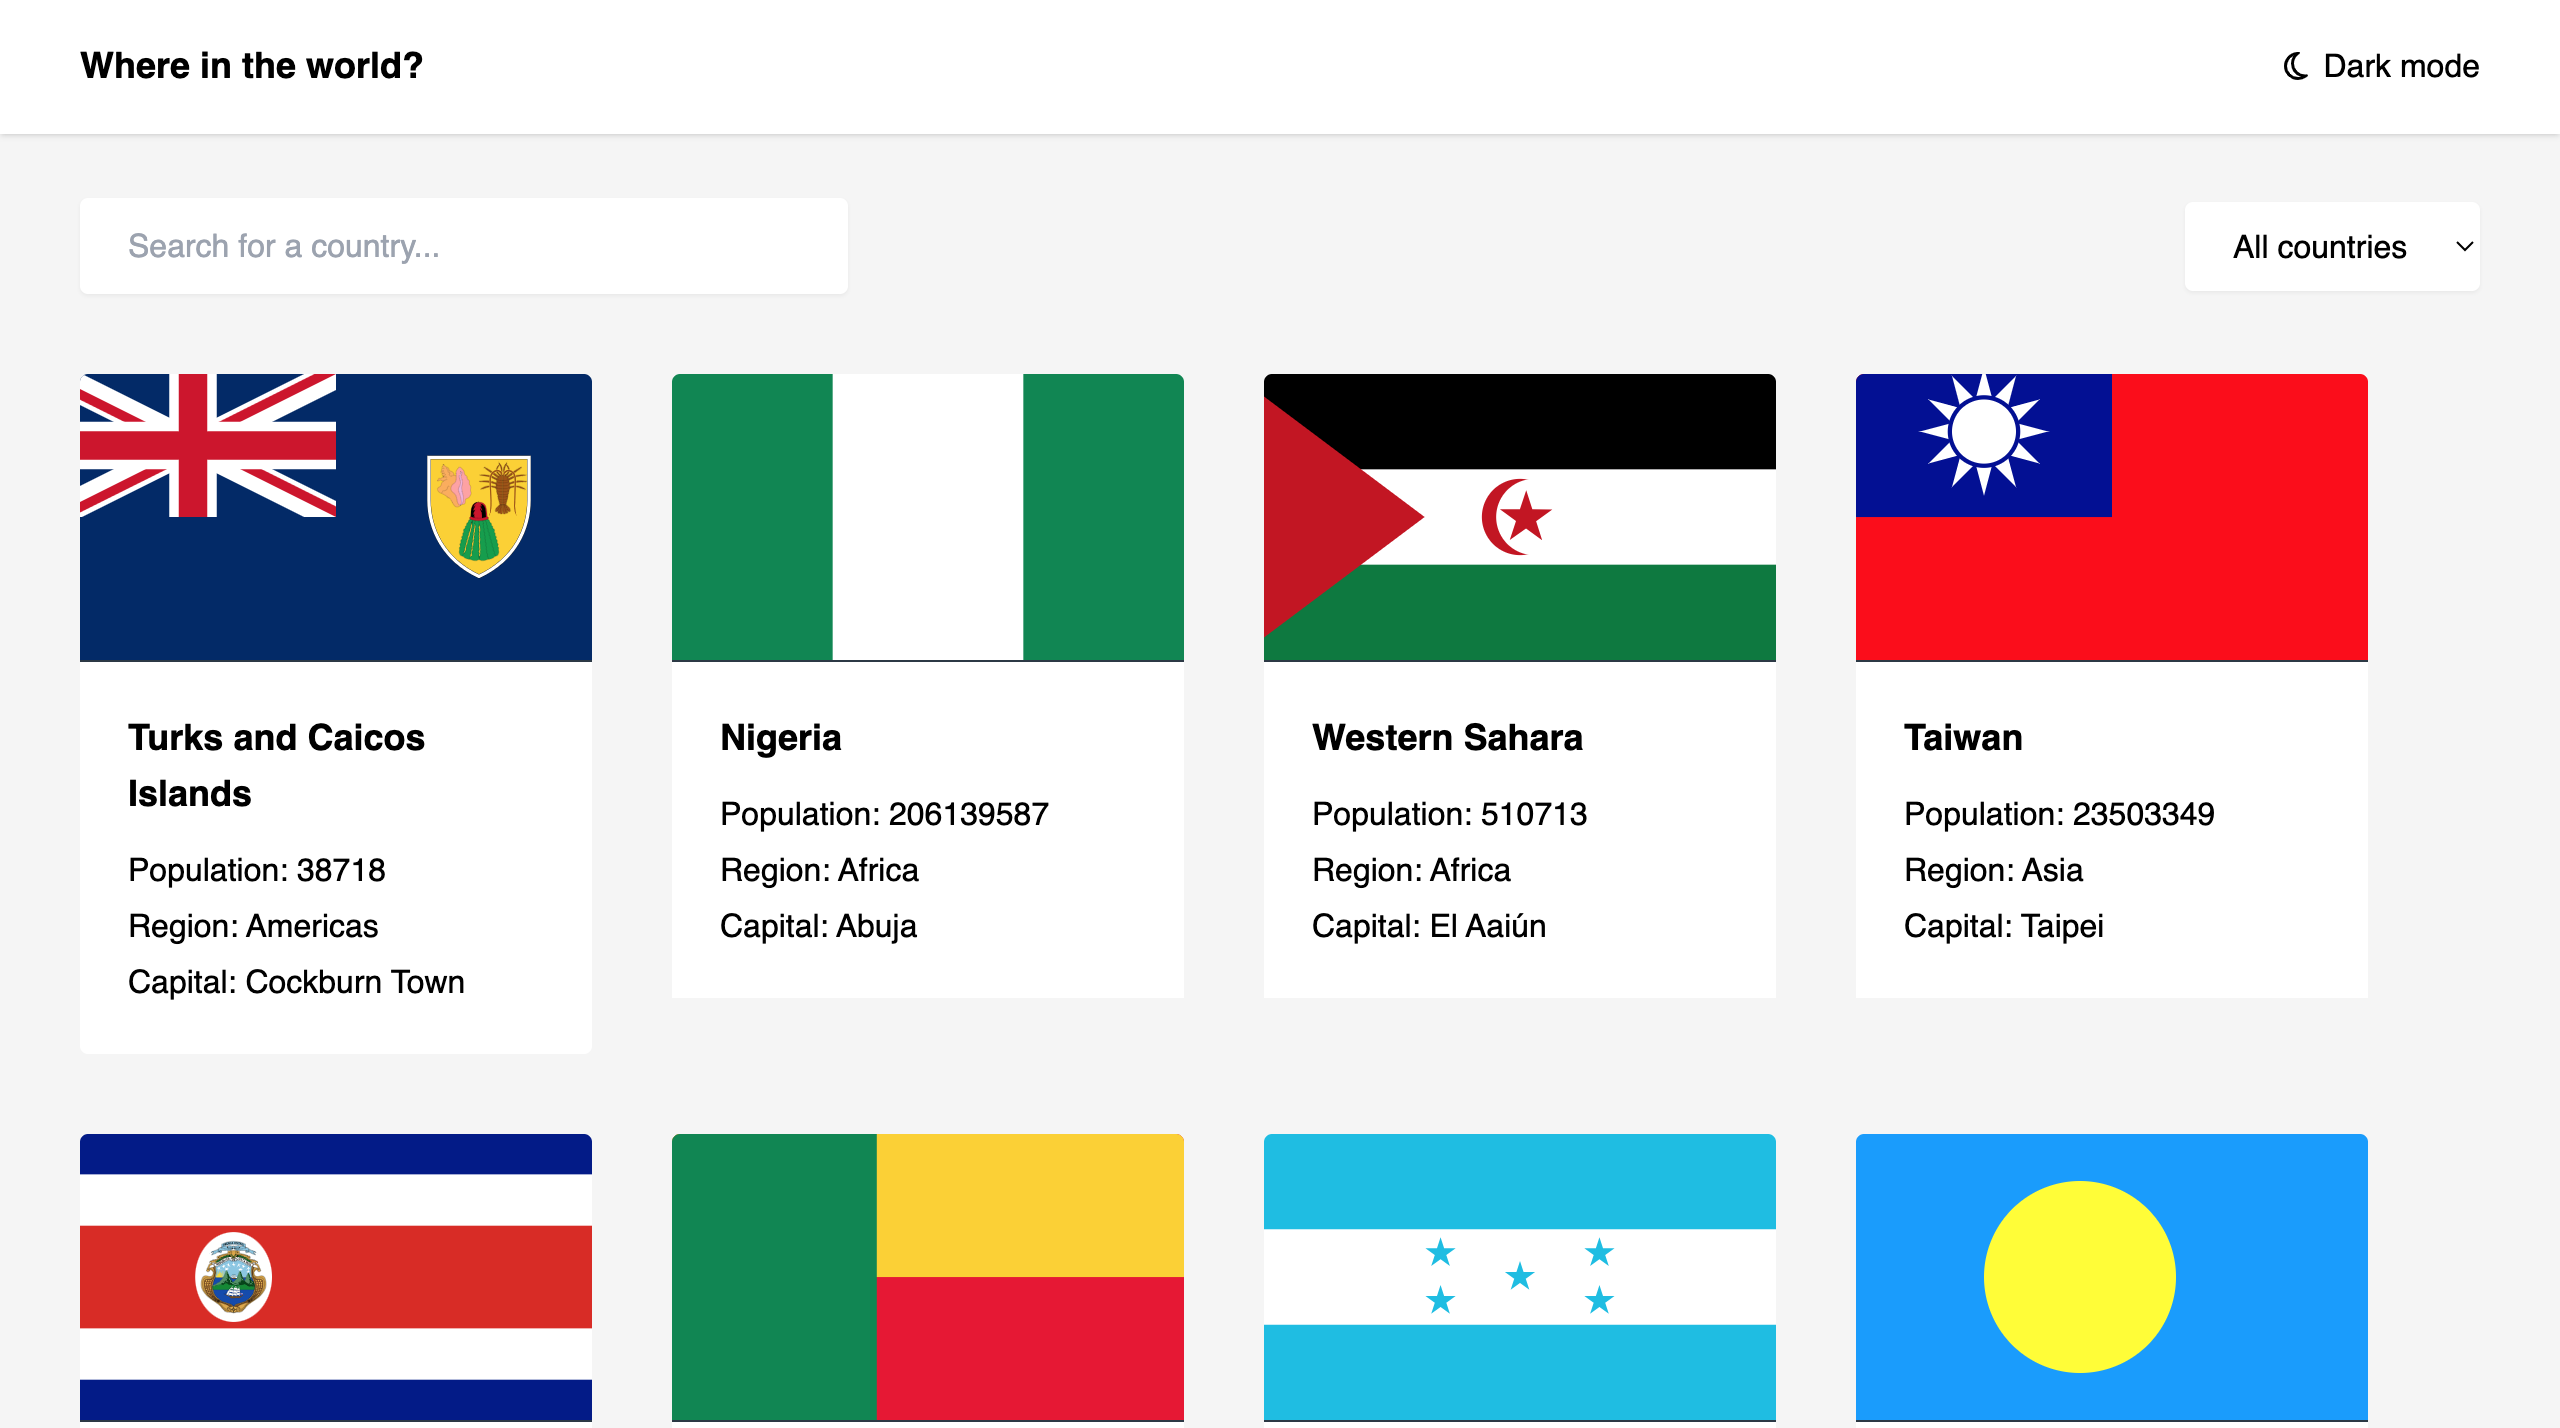 Where in the world?
Dark mode
Search for a country...
All countries
Turks and Caicos
Islands
Population: 38718
Region: Americas
Capital: Cockburn Town
Nigeria
Population: 206139587
Region: Africa
Capital: Abuja
Western Sahara
Population: 510713
Region: Africa
Capital: El Aaiún
Taiwan
Population: 23503349
Region: Asia
Capital: Taipei